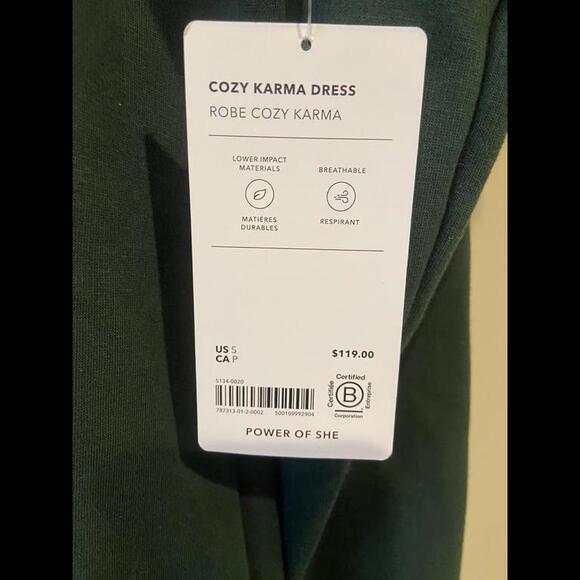 COZY KARMA DRESS
ROBE COZY KARMA
LOWER IMPACT
MATERIALS
BREATHABLE
MATIÈRES
DURABLES
RESPIRANT
US S
CA P
$119.00
5134-0020
787313-01-2-0002 500109992904
Certified
Certifiée
B
Entreprise
Corporation
POWER OF SHE